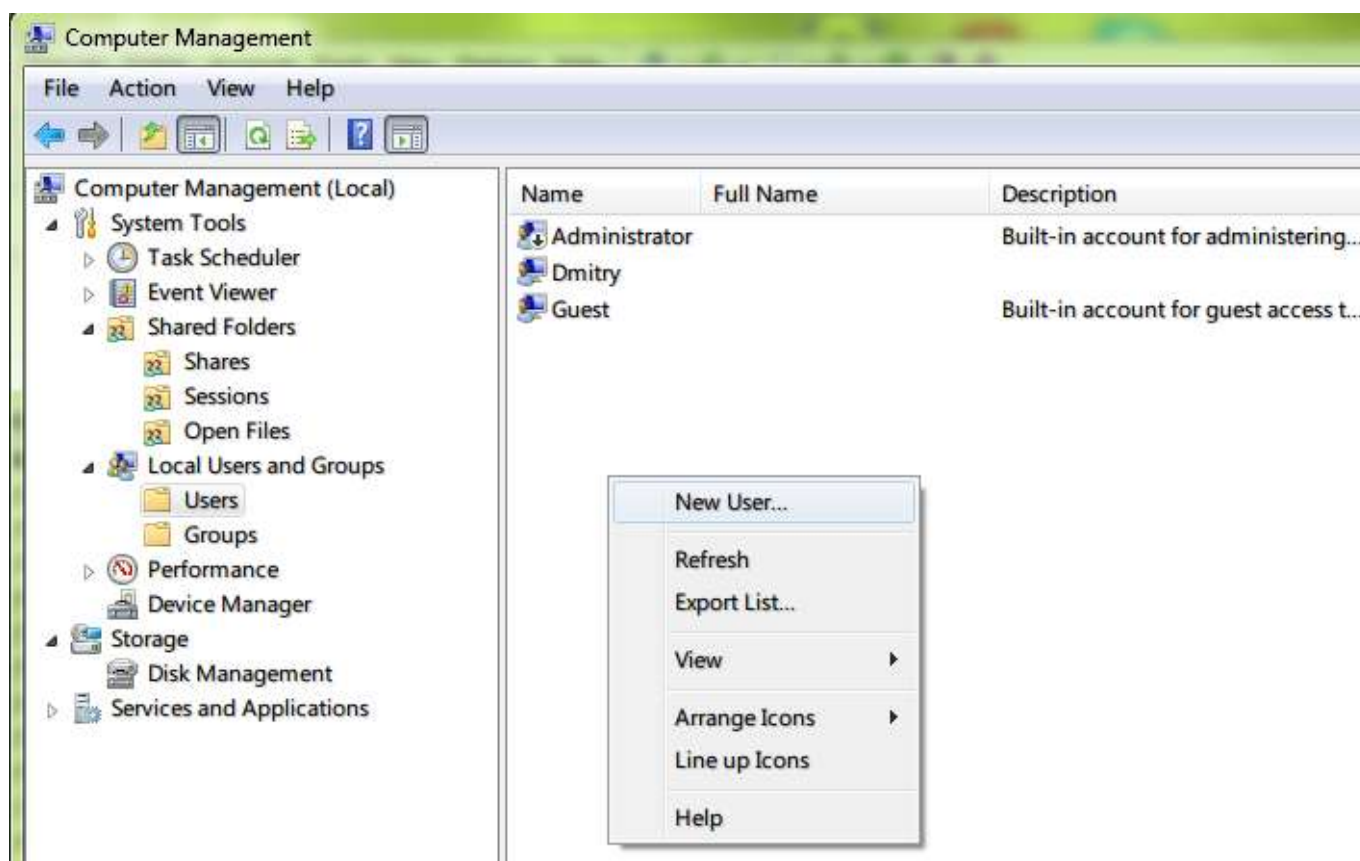 Computer Management
File Action View Help
Computer Management (Local)
System Tools
Task Scheduler
Event Viewer
Shared Folders
Shares
Sessions
Open Files
Local Users and Groups
Users
Groups
Performance
Device Manager
Storage
Disk Management
Services and Applications
Name Full Name Description
Administrator Built-in account for administering...
Dmitry
Guest Built-in account for guest access t...
New User...
Refresh
Export List...
View
Arrange Icons
Line up Icons
Help